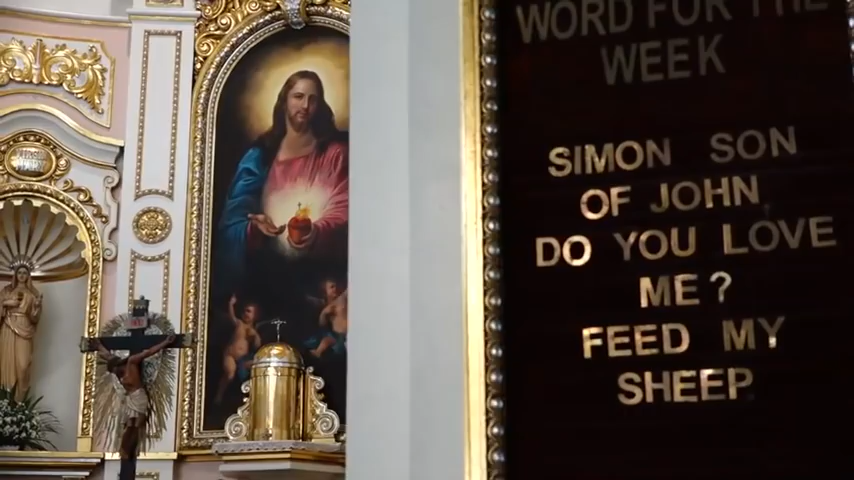 WORD FOR THE
WEEK
SIMON SON
OF JOHN,
DO YOU LOVE
ME ?
FEED MY
SHEEP